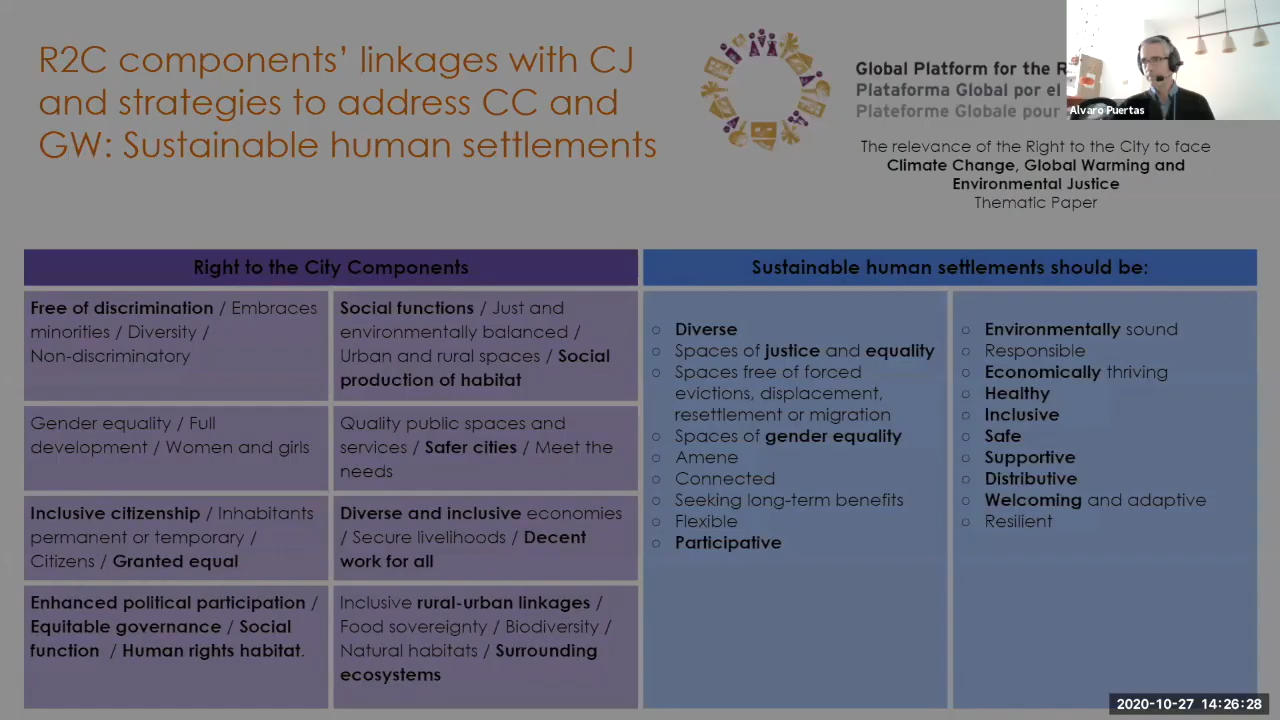 R2C components’ linkages with CJ
and strategies to address CC and
GW: Sustainable human settlements
Global Platform for the R
Plataforma Global por el
Plateforme Globale pour
Alvaro Puertas
The relevance of the Right to the City to face
Climate Change, Global Warming and
Environmental Justice
Thematic Paper
Right to the City Components
Free of discrimination / Embraces
minorities / Diversity /
Non-discriminatory
Social functions / Just and
environmentally balanced /
Urban and rural spaces / Social
production of habitat
Gender equality / Full
development / Women and girls
Quality public spaces and
services / Safer cities / Meet the
needs
Inclusive citizenship / Inhabitants
permanent or temporary /
Citizens / Granted equal
Diverse and inclusive economies
/ Secure livelihoods / Decent
work for all
Enhanced political participation /
Equitable governance / Social
function / Human rights habitat.
Inclusive rural-urban linkages /
Food sovereignty / Biodiversity /
Natural habitats / Surrounding
ecosystems
Sustainable human settlements should be:
○ Diverse
○ Spaces of justice and equality
○ Spaces free of forced
evictions, displacement,
resettlement or migration
○ Spaces of gender equality
○ Amene
○ Connected
○ Seeking long-term benefits
○ Flexible
○ Participative
○ Environmentally sound
○ Responsible
○ Economically thriving
○ Healthy
○ Inclusive
○ Safe
○ Supportive
○ Distributive
○ Welcoming and adaptive
○ Resilient
2020-10-27 14:26:28